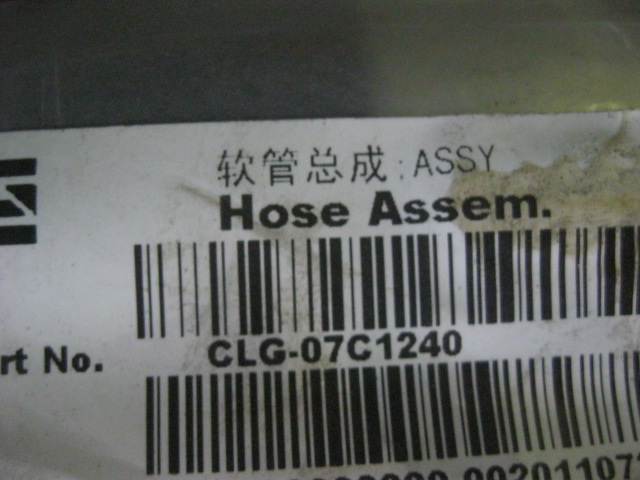 软管总成;ASSY
Hose Assem.
rt No. CLG-07C1240